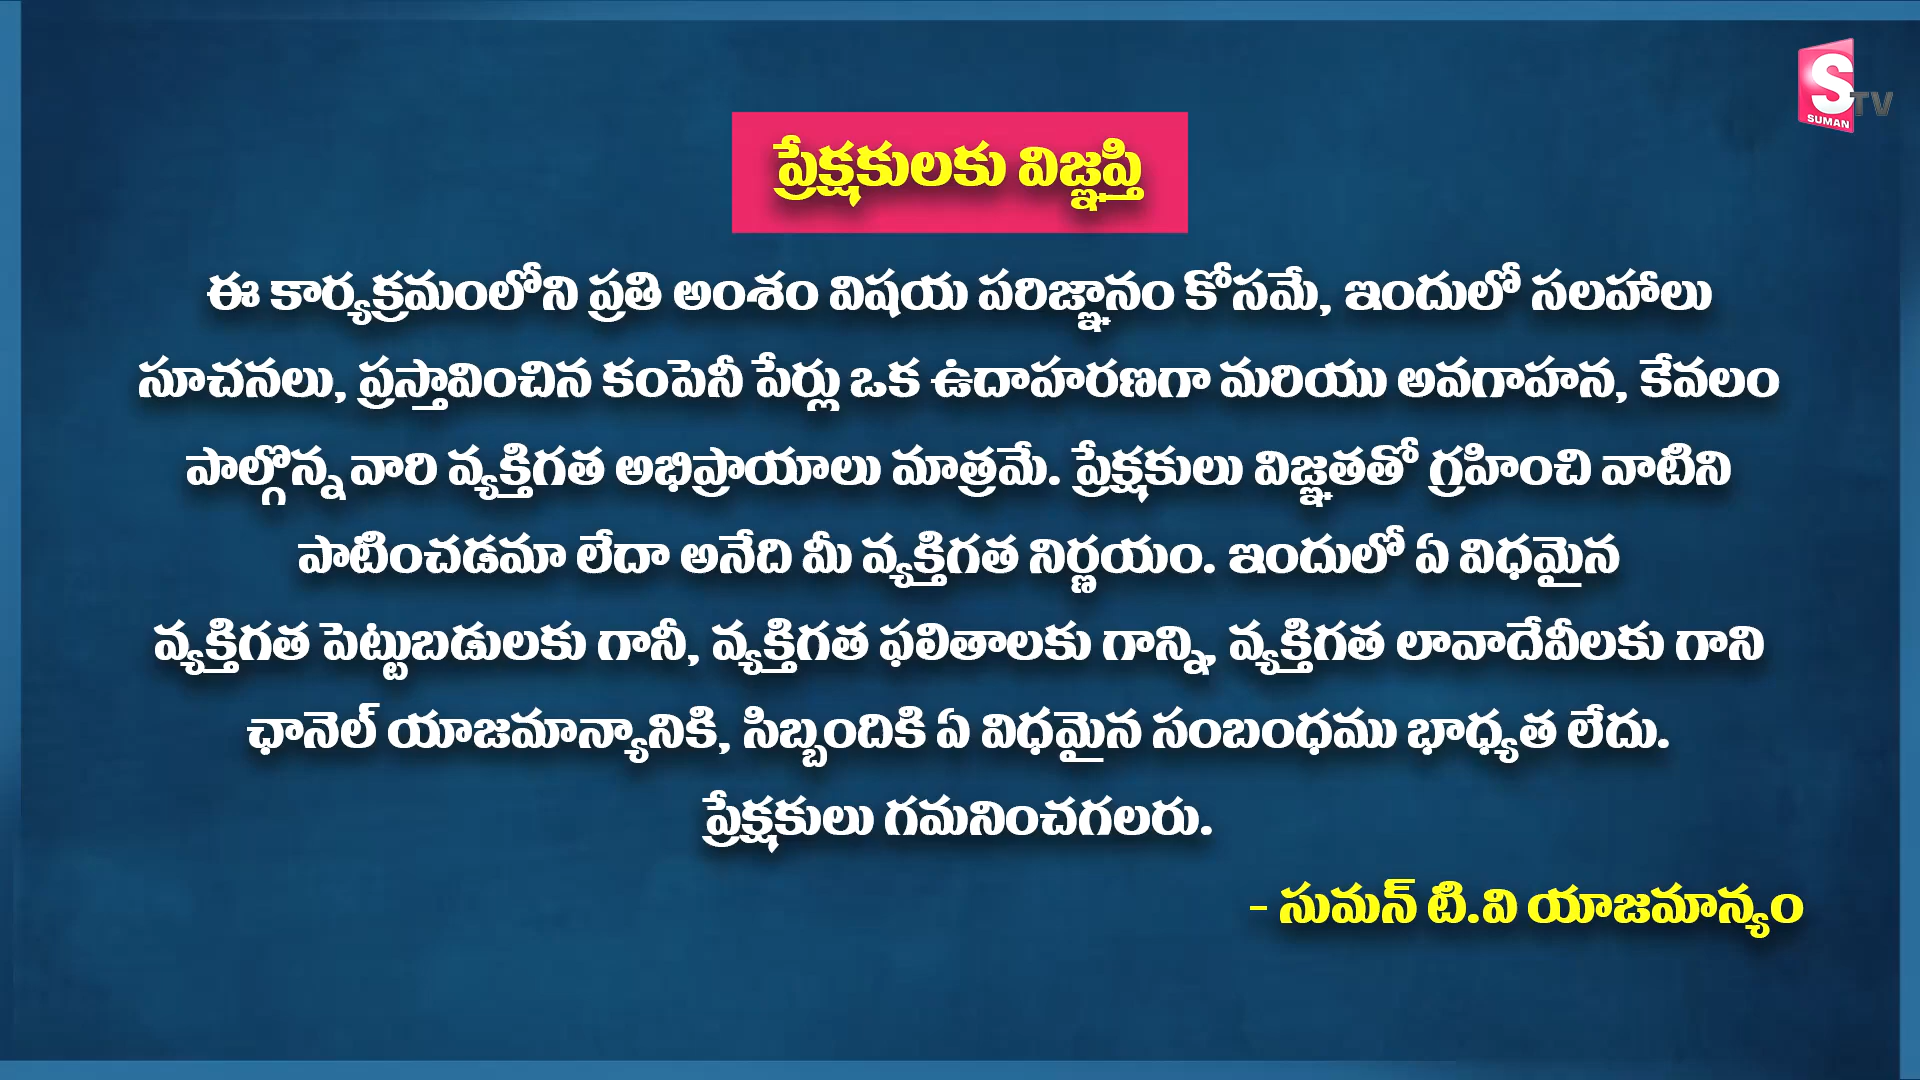 S
TV
SUMAN
ప్రేక్షకులకు విజ్ఞప్తి
ఈ కార్యక్రమంలోని ప్రతి అంశం విషయ పరిజ్ఞానం కోసమే, ఇందులో సలహాలు
సూచనలు, ప్రస్తావించిన కంపెనీ పేర్లు ఒక ఉదాహరణగా మరియు అవగాహన, కేవలం
పాల్గొన్న వారి వ్యక్తిగత అభిప్రాయాలు మాత్రమే. ప్రేక్షకులు విజ్ఞతతో గ్రహించి వాటిని
పాటించడమా లేదా అనేది మీ వ్యక్తిగత నిర్ణయం. ఇందులో ఏ విధమైన
వ్యక్తిగత పెట్టుబడులకు గానీ, వ్యక్తిగత ఫలితాలకు గాన్ని, వ్యక్తిగత లావాదేవీలకు గాని
ఛానెల్ యాజమాన్యానికి, సిబ్బందికి ఏ విధమైన సంబంధము భాధ్యత లేదు.
ప్రేక్షకులు గమనించగలరు.
- సుమన్ టి.వి యాజమాన్యం